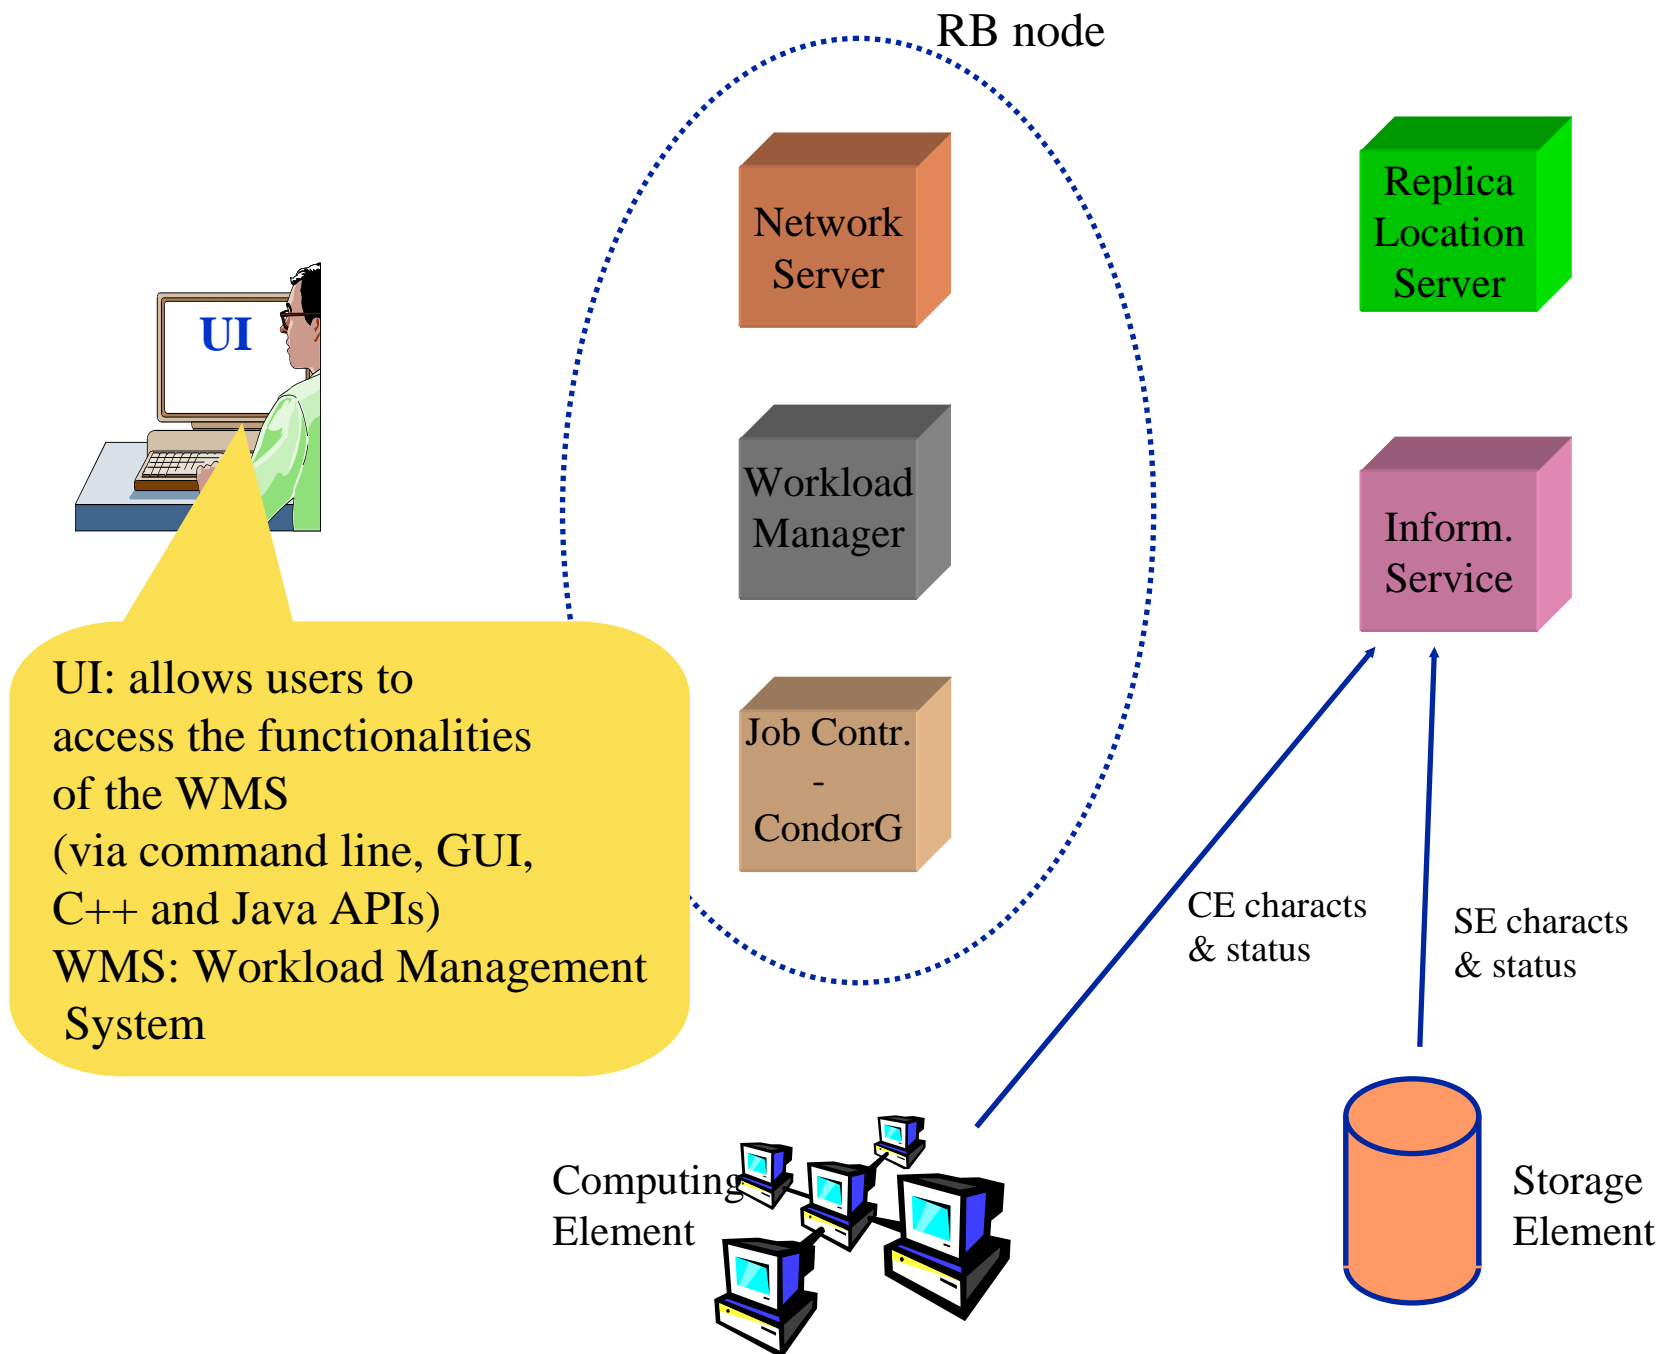 RB node
Network
Server
Replica
Location
Server
UI
Workload
Manager
Inform.
Service
UI: allows users to
access the functionalities
of the WMS
(via command line, GUI,
C++ and Java APIs)
WMS: Workload Management
System
Job Contr.
-
CondorG
CE characts
& status
SE characts
& status
Computing
Element
Storage
Element